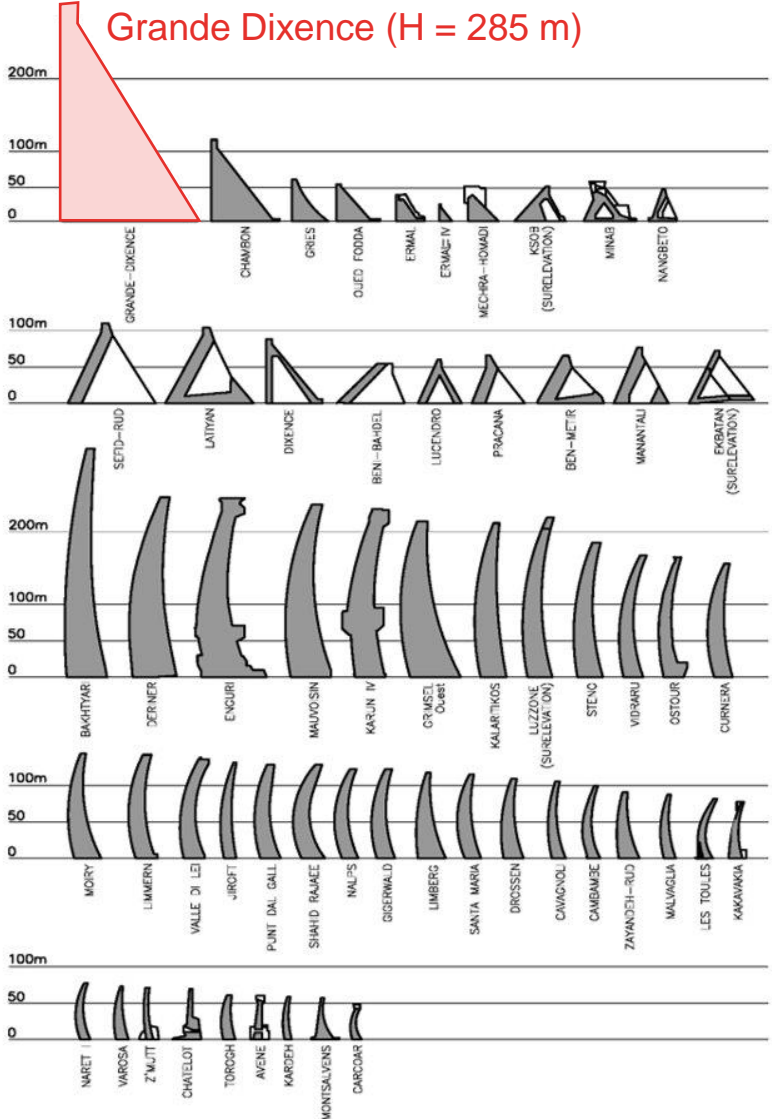 Grande Dixence (H = 285 m)
200m
100m
50
0
GRANDE-DIXENCE
CHAMBON
GRIES
OUED FODDA
ERMAL
ERMAL IV
MECHRA-HOMADI
KSOB
(SURELEVATION)
MINAB
NANGBETO
100m
50
0
SEFID-RUD
LATIYAN
DIXENCE
BENI-BAHDEL
LUCENDRO
PRACANA
BEN-METIR
MANANTALI
EKBATAN
(SURELEVATION)
200m
100m
50
0
BAKHTYARI
DERINER
ENGURI
MAUVOISIN
KARUN IV
GRIMSEL
Ouest
KALARITIKOS
LUZZONE
(SURELEVATION)
STENO
VIDRARU
OSTOUR
CURNERA
100m
50
0
MOIRY
LIMMERN
VALLE DI LEI
JIROFT
PUNT DAL GALL
SHAHID RAJAEE
NALPS
GIGERWALD
LIMBERG
SANTA MARIA
DROSSEN
CAVAGNOLI
CAMBAMBE
ZAYANDEH-RUD
MALVAGLIA
LES TOULES
KAKAVAKIA
100m
50
0
NARET I
VAROSA
Z'MUTT
CHATELOT
TOROGH
AVENE
KARDEH
MONTSALVENS
CARCOAR